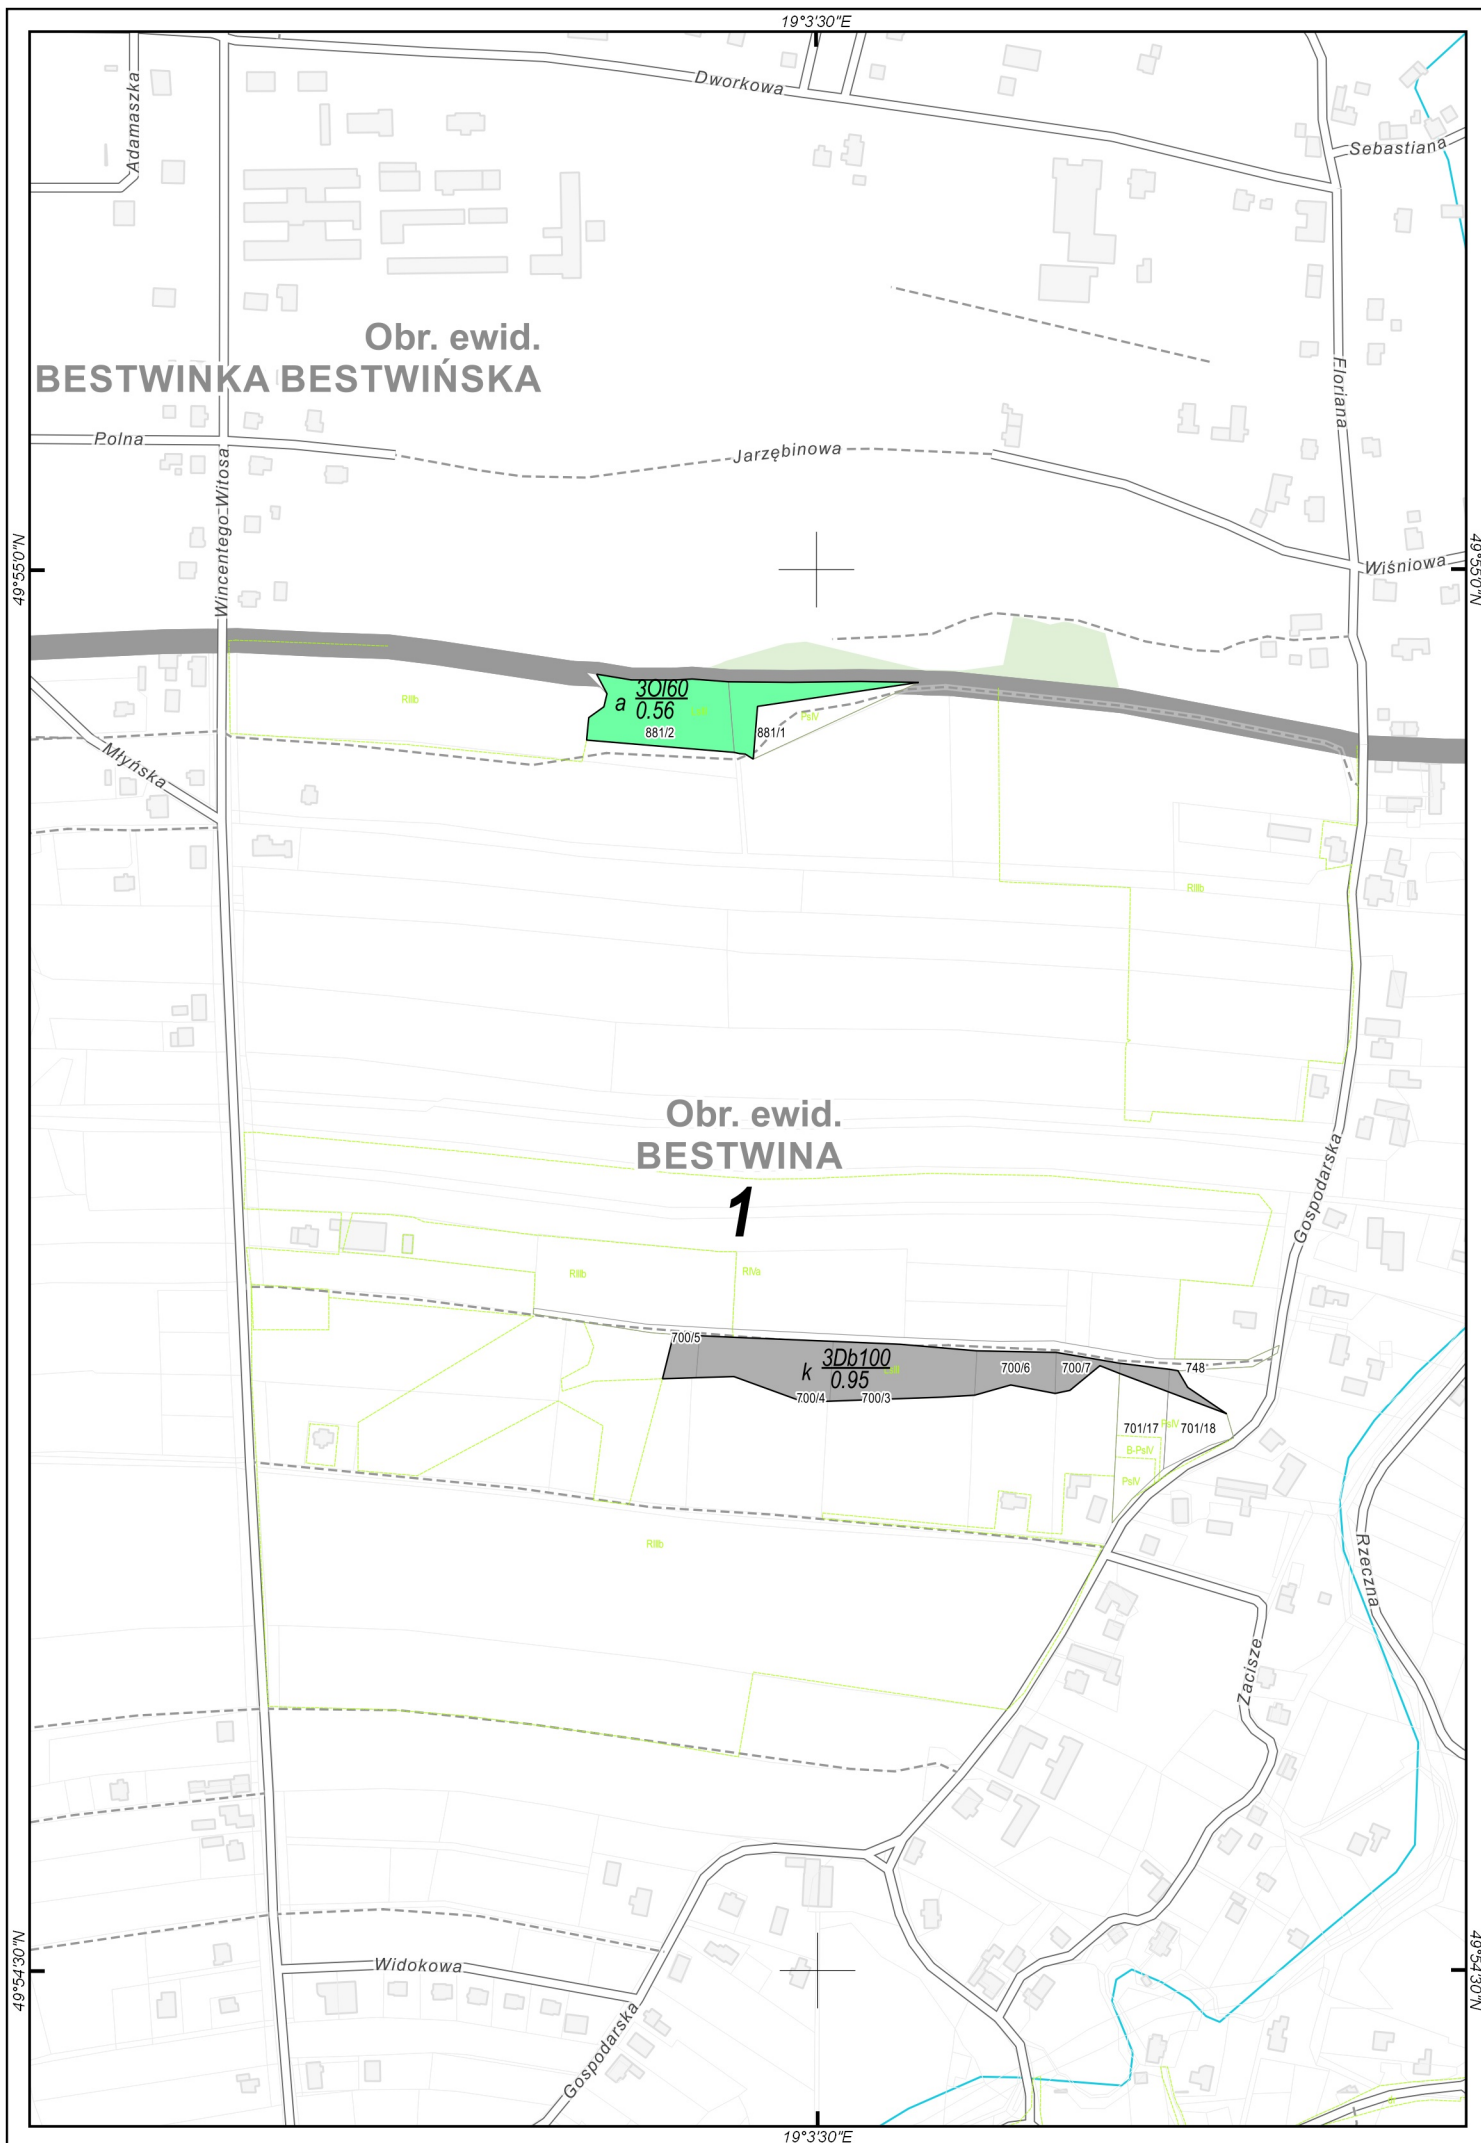 19°3'30"E
Adamaszka
Dworkowa
Sebastiana
Obr. ewid.
BESTWINKA BESTWIŃSKA
Floriana
Polna
Jarzębinowa
Wincentego Witosa
49°55'0"N
49°55'0"N
Wiśniowa
RIIIb
a 3Ol60
0.56
PsIV
881/2
881/1
Młyńska
RIIIb
Obr. ewid.
BESTWINA
1
Gospodarska
RIIIb
RIVa
700/5
k 3Db100
0.95
700/6
700/7
748
700/4
700/3
701/17
PsIV
701/18
B-PsIV
PsIV
RIIIb
Rzeczna
Zacisze
49°54'30"N
49°54'30"N
Widokowa
Gospodarska
19°3'30"E